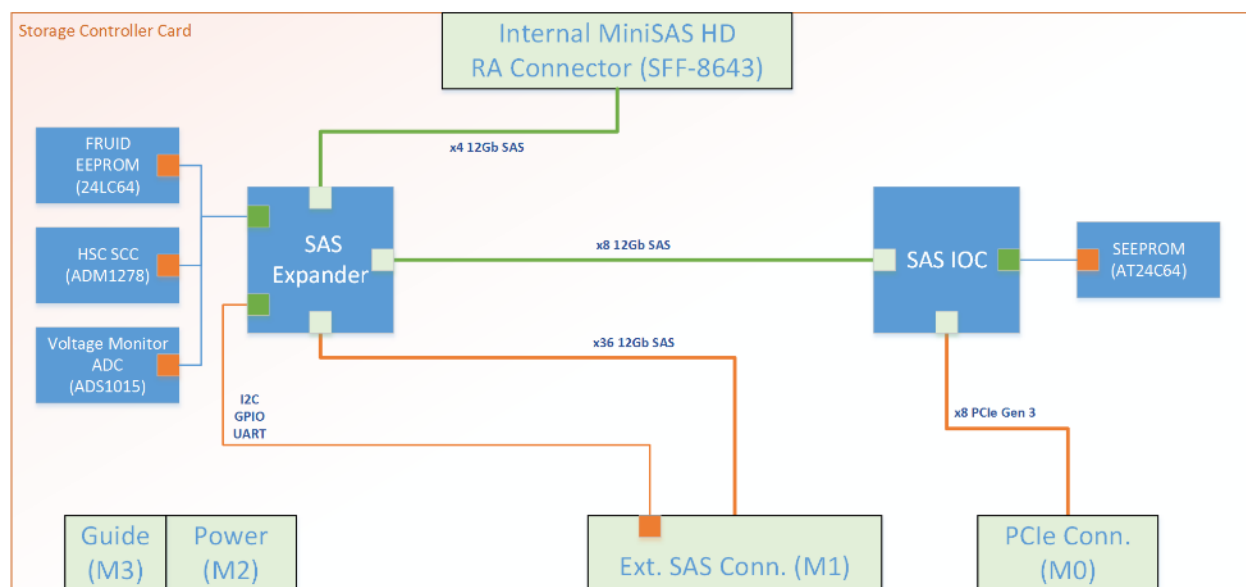 Storage Controller Card
Internal MiniSAS HD
RA Connector (SFF-8643)
x4 12Gb SAS
FRUID
EEPROM
(24LC64)
HSC SCC
(ADM1278)
Voltage Monitor
ADC
(ADS1015)
SAS
Expander
x8 12Gb SAS
SAS IOC
SEEPROM
(AT24C64)
x36 12Gb SAS
I2C
GPIO
UART
x8 PCIe Gen 3
Guide
(M3)
Power
(M2)
Ext. SAS Conn. (M1)
PCIe Conn.
(M0)